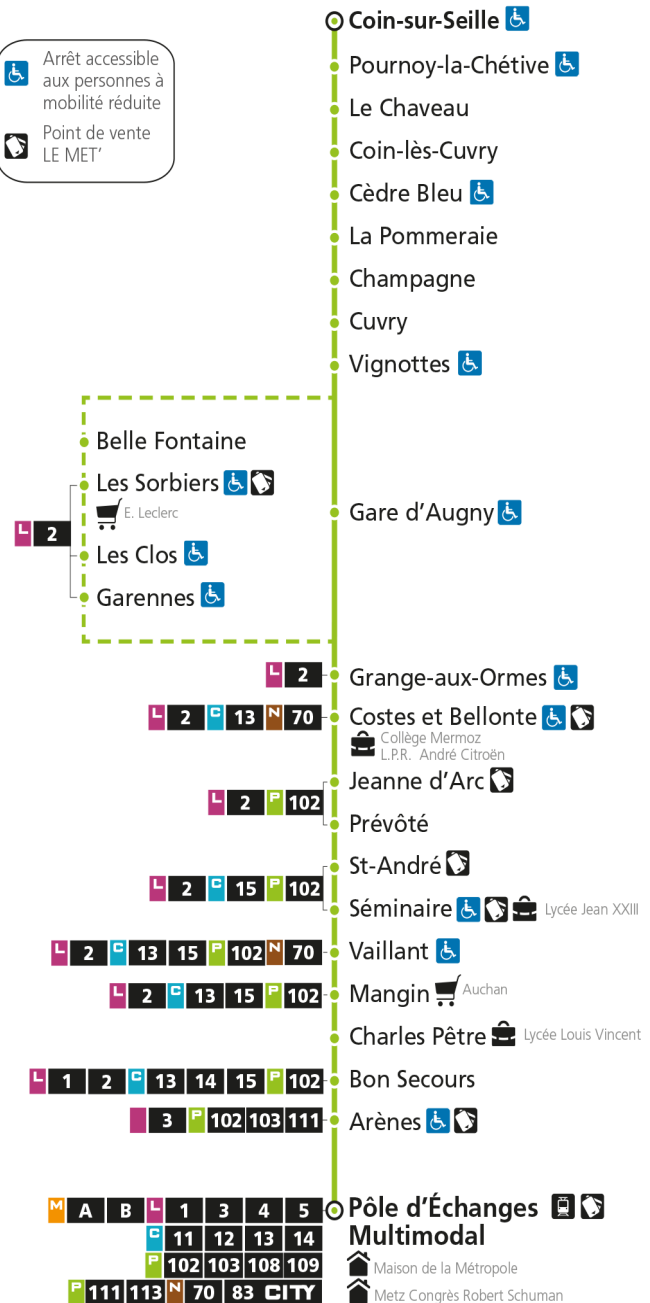 Coin-sur-Seille
Arrêt accessible
aux personnes à
mobilité réduite
Point de vente
LE MET'
Pournoy-la-Chétive
Le Chaveau
Coin-lès-Cuvry
Cèdre Bleu
La Pommeraie
Champagne
Cuvry
Vignottes
Belle Fontaine
Les Sorbiers
E. Leclerc
L 2
Les Clos
Garennes
Gare d'Augny
L 2 Grange-aux-Ormes
L 2 C 13 N 70 Costes et Bellonte
Collège Mermoz
L.P.R. André Citroën
Jeanne d'Arc
L 2 P 102
Prévôté
St-André
L 2 C 15 P 102
Séminaire Lycée Jean XXIII
L 2 C 13 15 P 102 N 70 Vaillant
L 2 C 13 15 P 102 Mangin Auchan
Charles Pêtre Lycée Louis Vincent
L 1 2 C 13 14 15 P 102 Bon Secours
3 P 102 103 111 Arènes
M A B L 1 3 4 5 Pôle d'Échanges
C 11 12 13 14 Multimodal
P 102 103 108 109 Maison de la Métropole
P 111 113 N 70 83 CITY Metz Congrès Robert Schuman